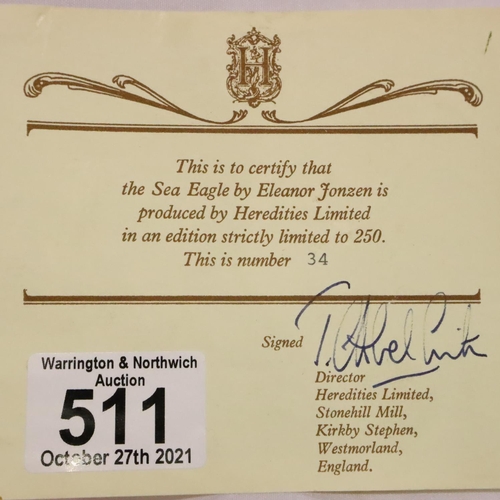 H
This is to certify that
the Sea Eagle by Eleanor Jonzen is
produced by Heredities Limited
in an edition strictly limited to 250.
This is number 34
Signed
Director
Heredities Limited,
Stonehill Mill,
Kirkby Stephen,
Westmorland,
England.
Warrington & Northwich
Auction
511
October 27th 2021